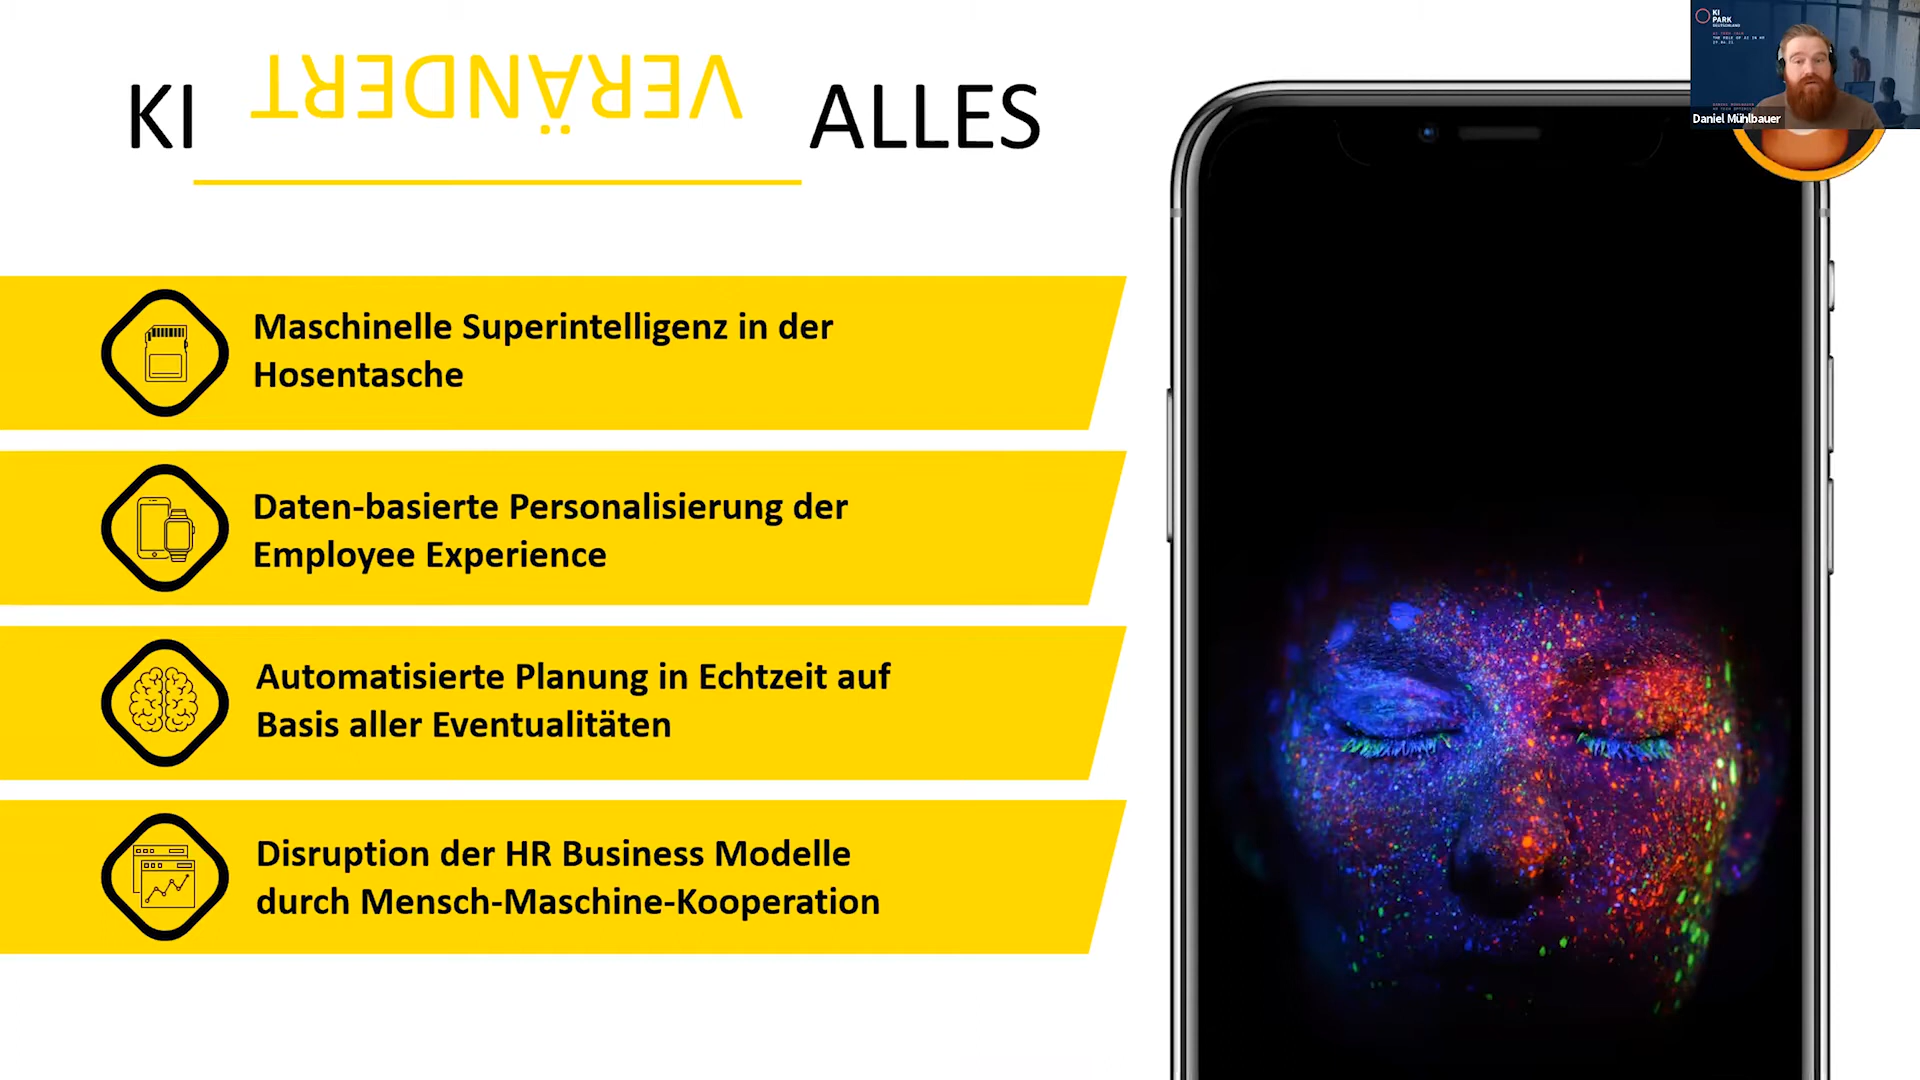 KI VERÄNDERT ALLES
Maschinelle Superintelligenz in der
Hosentasche
Daten-basierte Personalisierung der
Employee Experience
Automatisierte Planung in Echtzeit auf
Basis aller Eventualitäten
Disruption der HR Business Modelle
durch Mensch-Maschine-Kooperation
KI
PARK
Daniel Mühlbauer